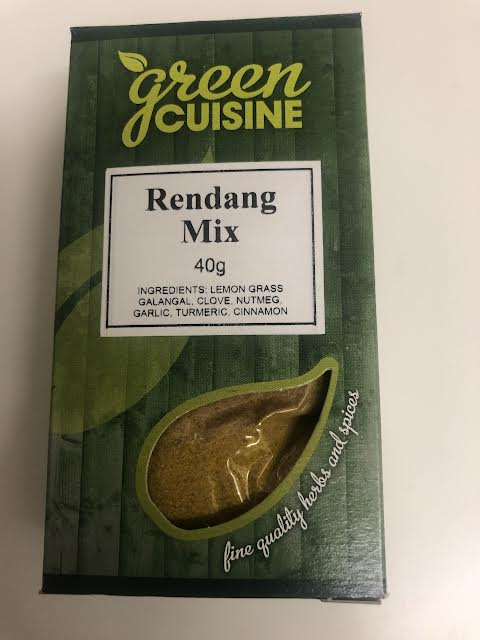 green
CUISINE
Rendang
Mix
40g
INGREDIENTS: LEMON GRASS
GALANGAL, CLOVE, NUTMEG,
GARLIC, TURMERIC, CINNAMON
fine quality herbs and spices